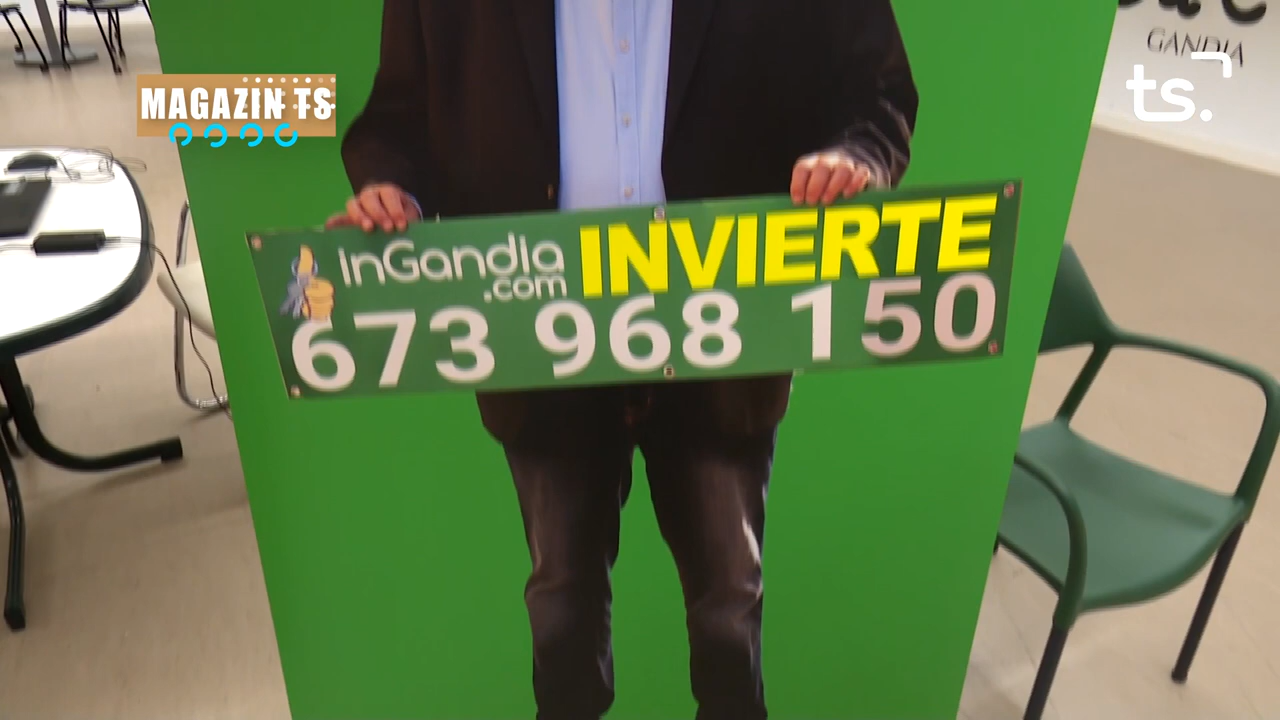 MAGAZIN TS
GANDIA
ts.
inGandia
.com
INVIERTE
673 968 150